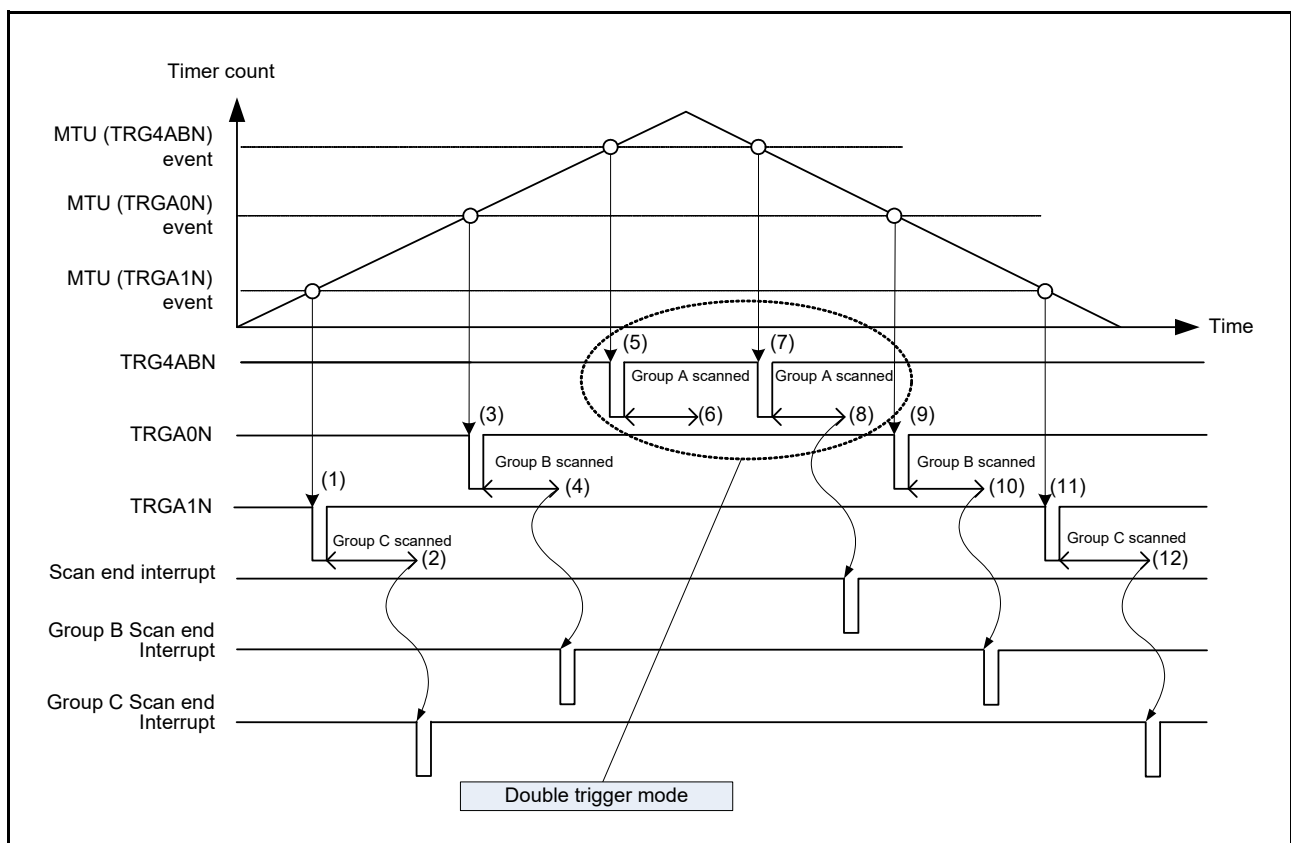 Timer count
MTU (TRG4ABN)
event
MTU (TRGA0N)
event
MTU (TRGA1N)
event
Time
TRG4ABN
(5)
(7)
Group A scanned
Group A scanned
(6)
(8)
(9)
TRGA0N
(3)
Group B scanned
(4)
Group B scanned
(10)
(11)
TRGA1N
(1)
Group C scanned
(2)
Group C scanned
(12)
Scan end interrupt
Group B Scan end
Interrupt
Group C Scan end
Interrupt
Double trigger mode